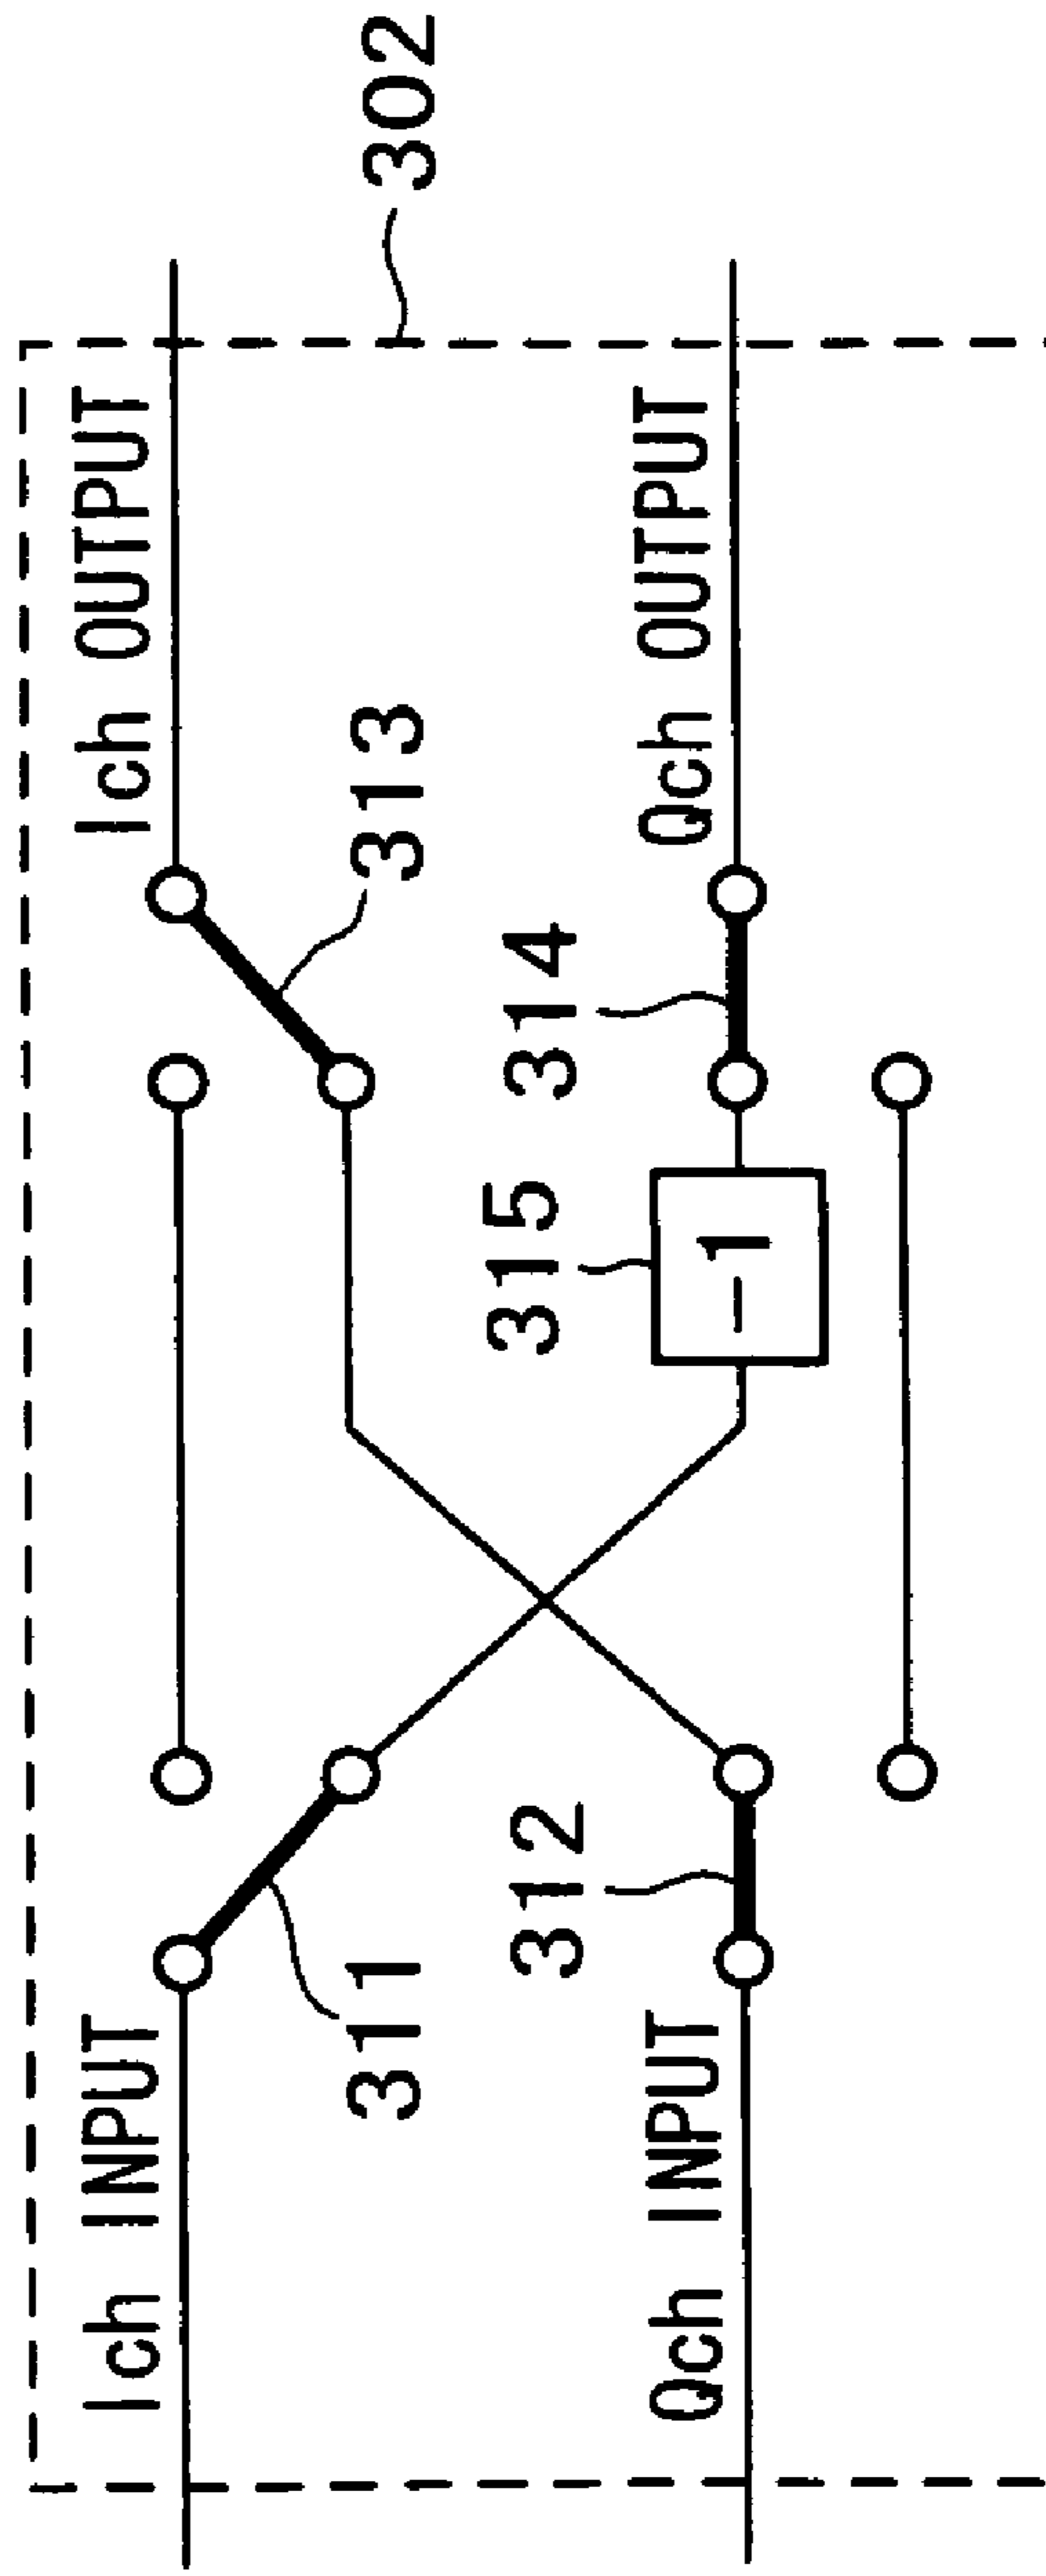 302
Ich INPUT
Ich OUTPUT
311
313
312
315
314
-1
Qch INPUT
Qch OUTPUT